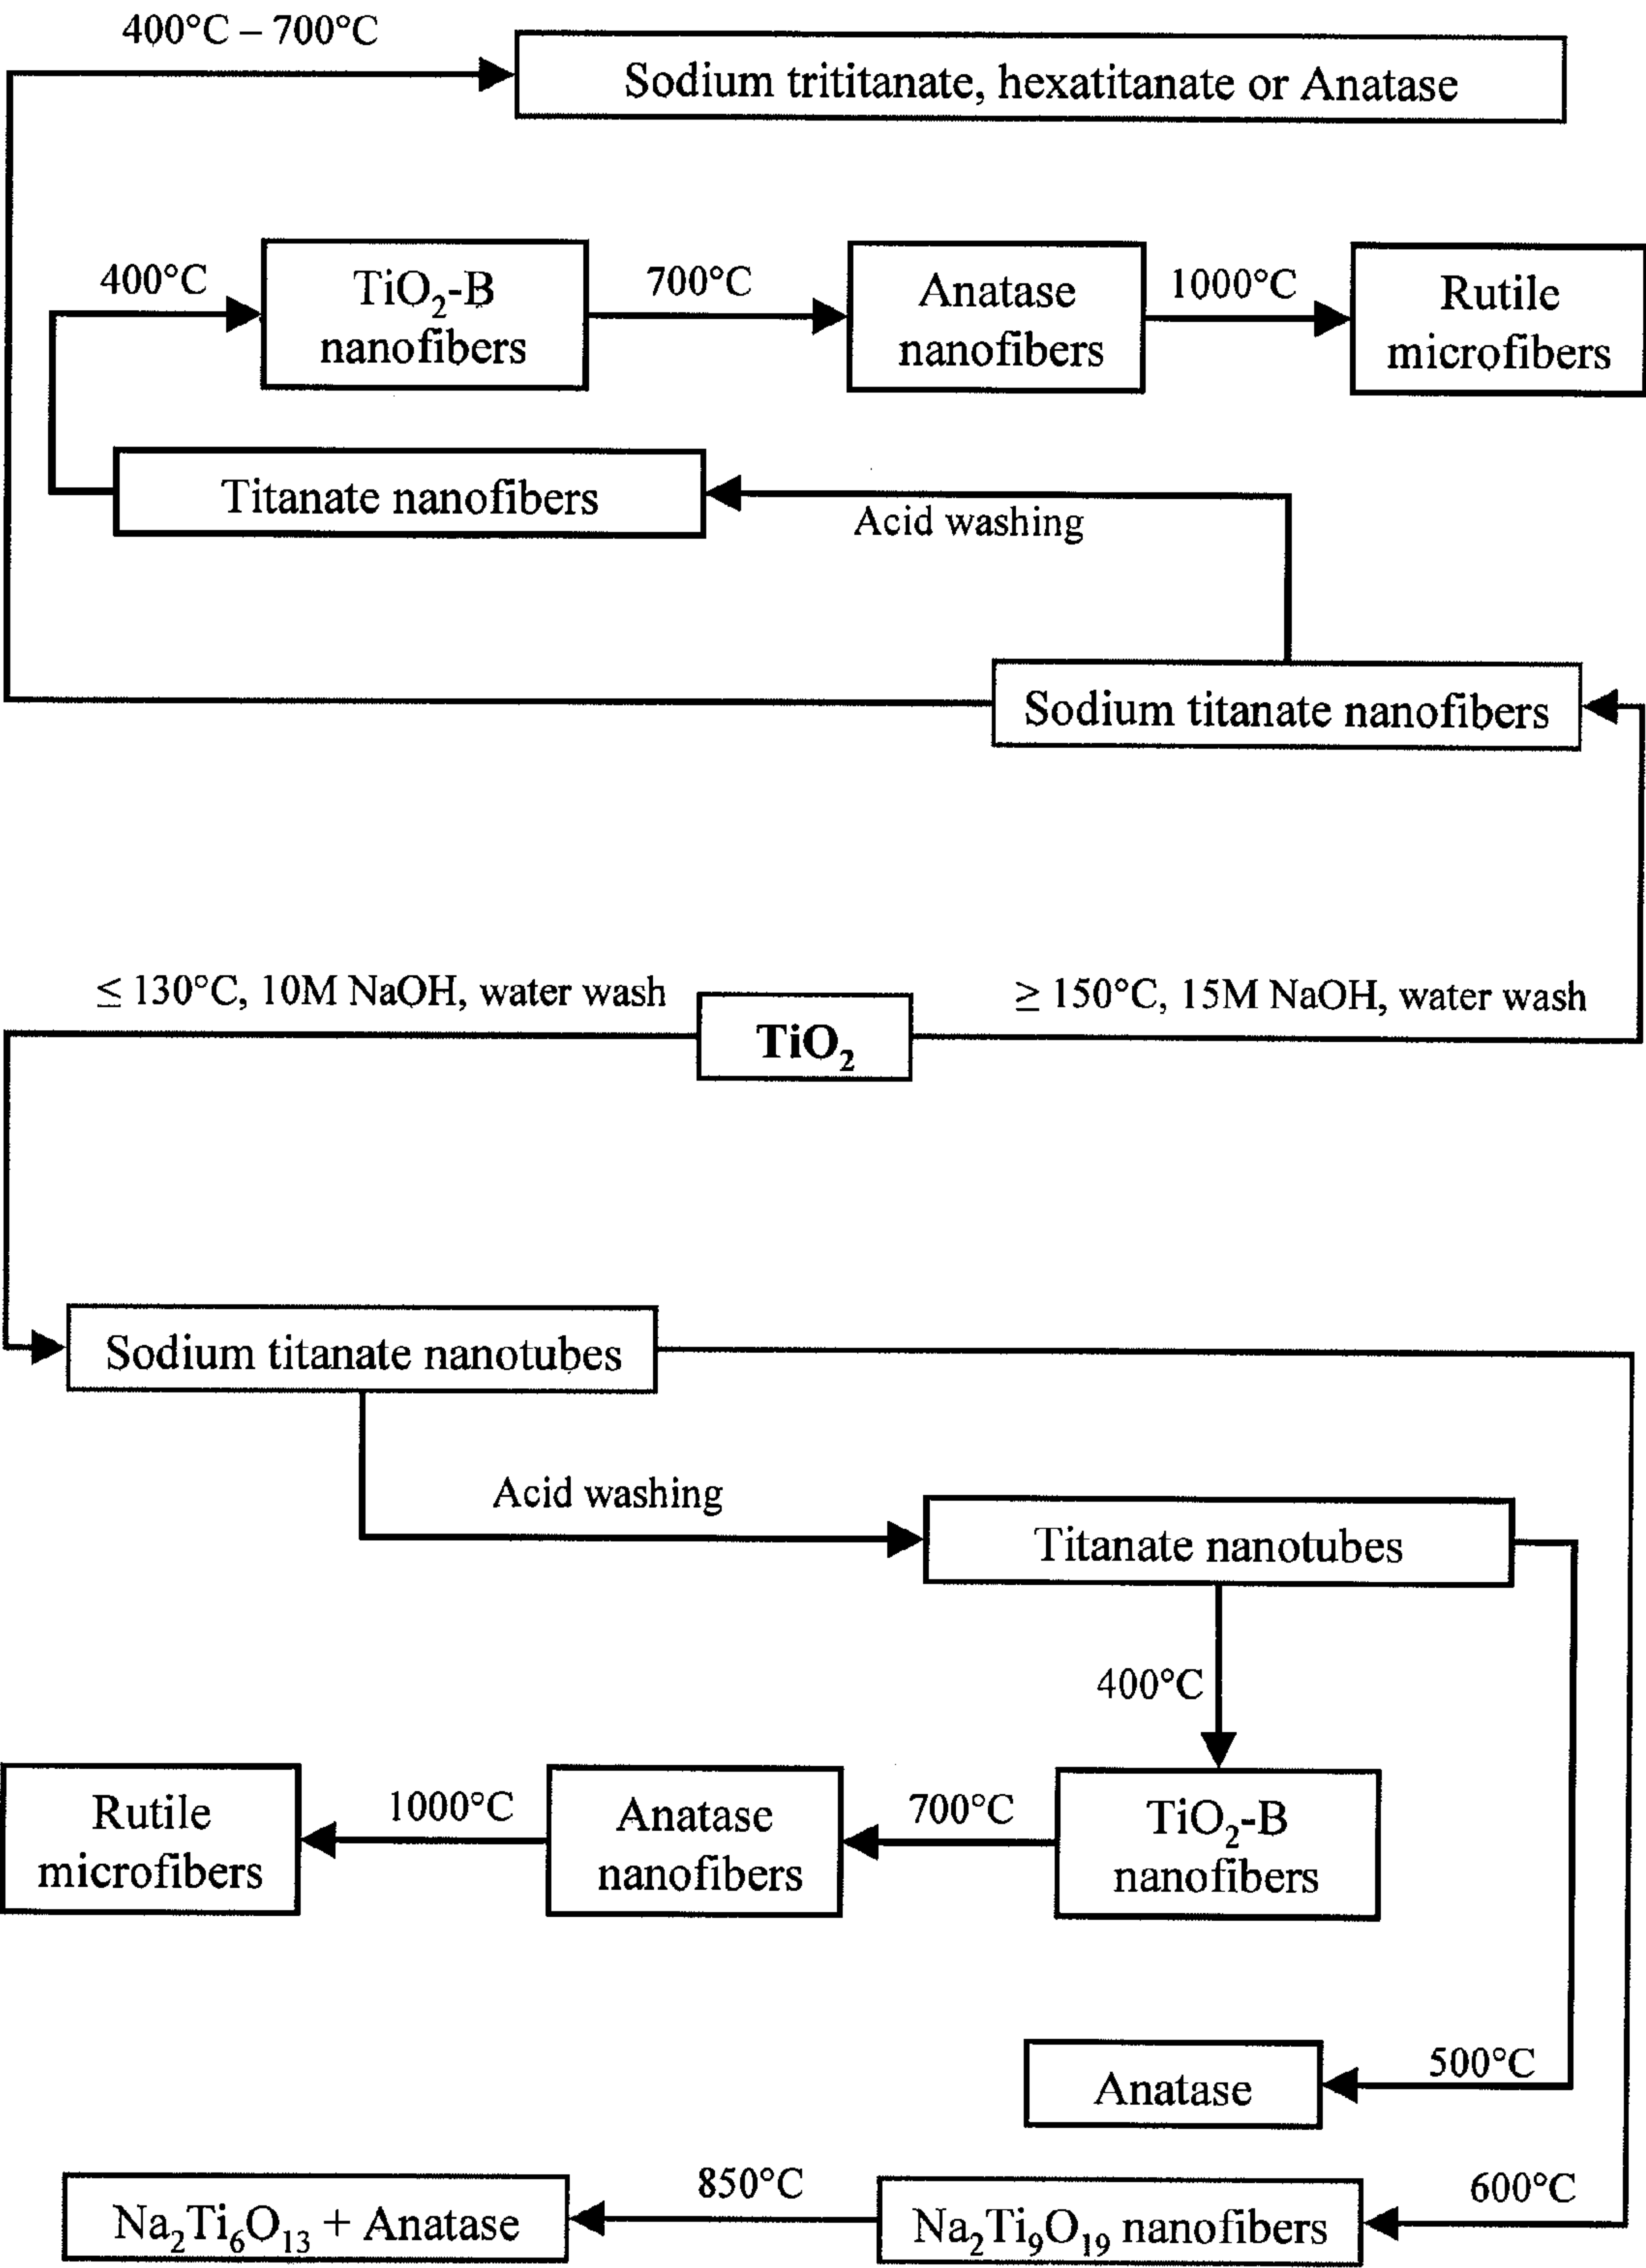 400°C – 700°C
Sodium trititanate, hexatitanate or Anatase
400°C
TiO₂-B
nanofibers
700°C
Anatase
nanofibers
1000°C
Rutile
microfibers
Titanate nanofibers
Acid washing
Sodium titanate nanofibers
≤ 130°C, 10M NaOH, water wash
TiO₂
≥ 150°C, 15M NaOH, water wash
Sodium titanate nanotubes
Acid washing
Titanate nanotubes
400°C
Rutile
microfibers
1000°C
Anatase
nanofibers
700°C
TiO₂-B
nanofibers
Anatase
500°C
Na₂Ti₆O₁₃ + Anatase
850°C
Na₂Ti₉O₁₉ nanofibers
600°C